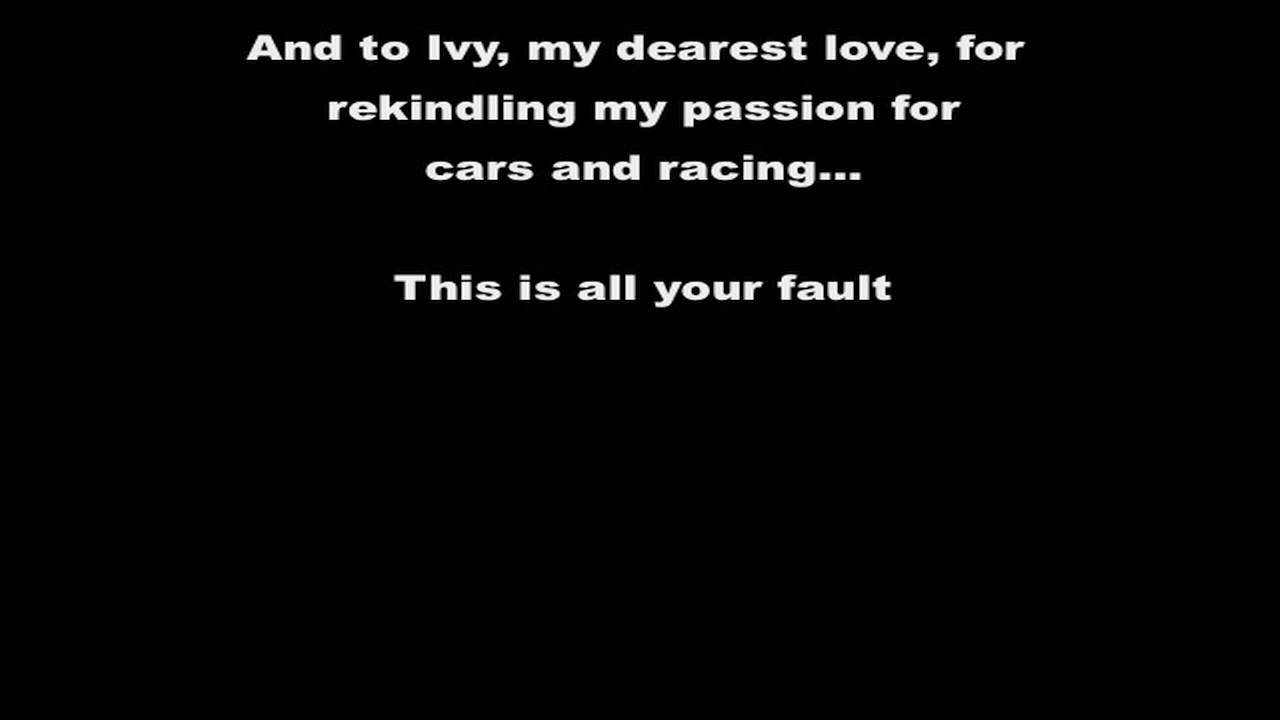 And to Ivy, my dearest love, for
rekindling my passion for
cars and racing...
This is all your fault